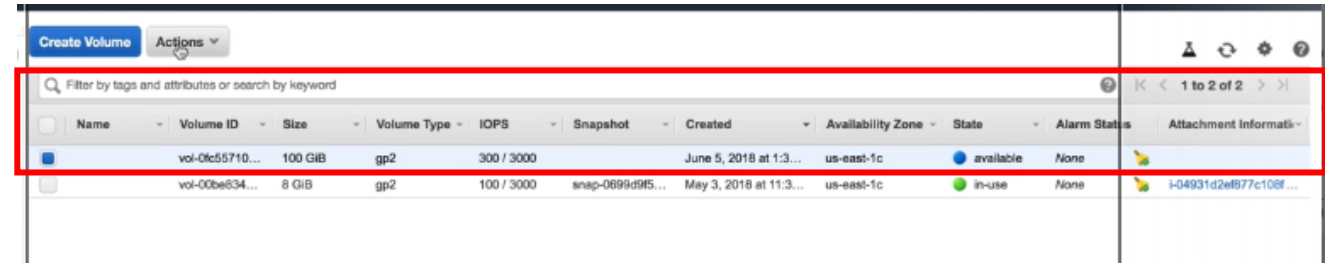 Create Volume Actions
Filter by tags and attributes or search by keyword 1 to 2 of 2
Name Volume ID Size Volume Type IOPS Snapshot Created Availability Zone State Alarm Status Attachment Informati
vol-0fc55710... 100 GiB gp2 300 / 3000 June 5, 2018 at 1:3... us-east-1c available None
vol-00be834... 8 GiB gp2 100 / 3000 snap-0699d9f5... May 3, 2018 at 11:3... us-east-1c in-use None i-04931d2ef877c108f...